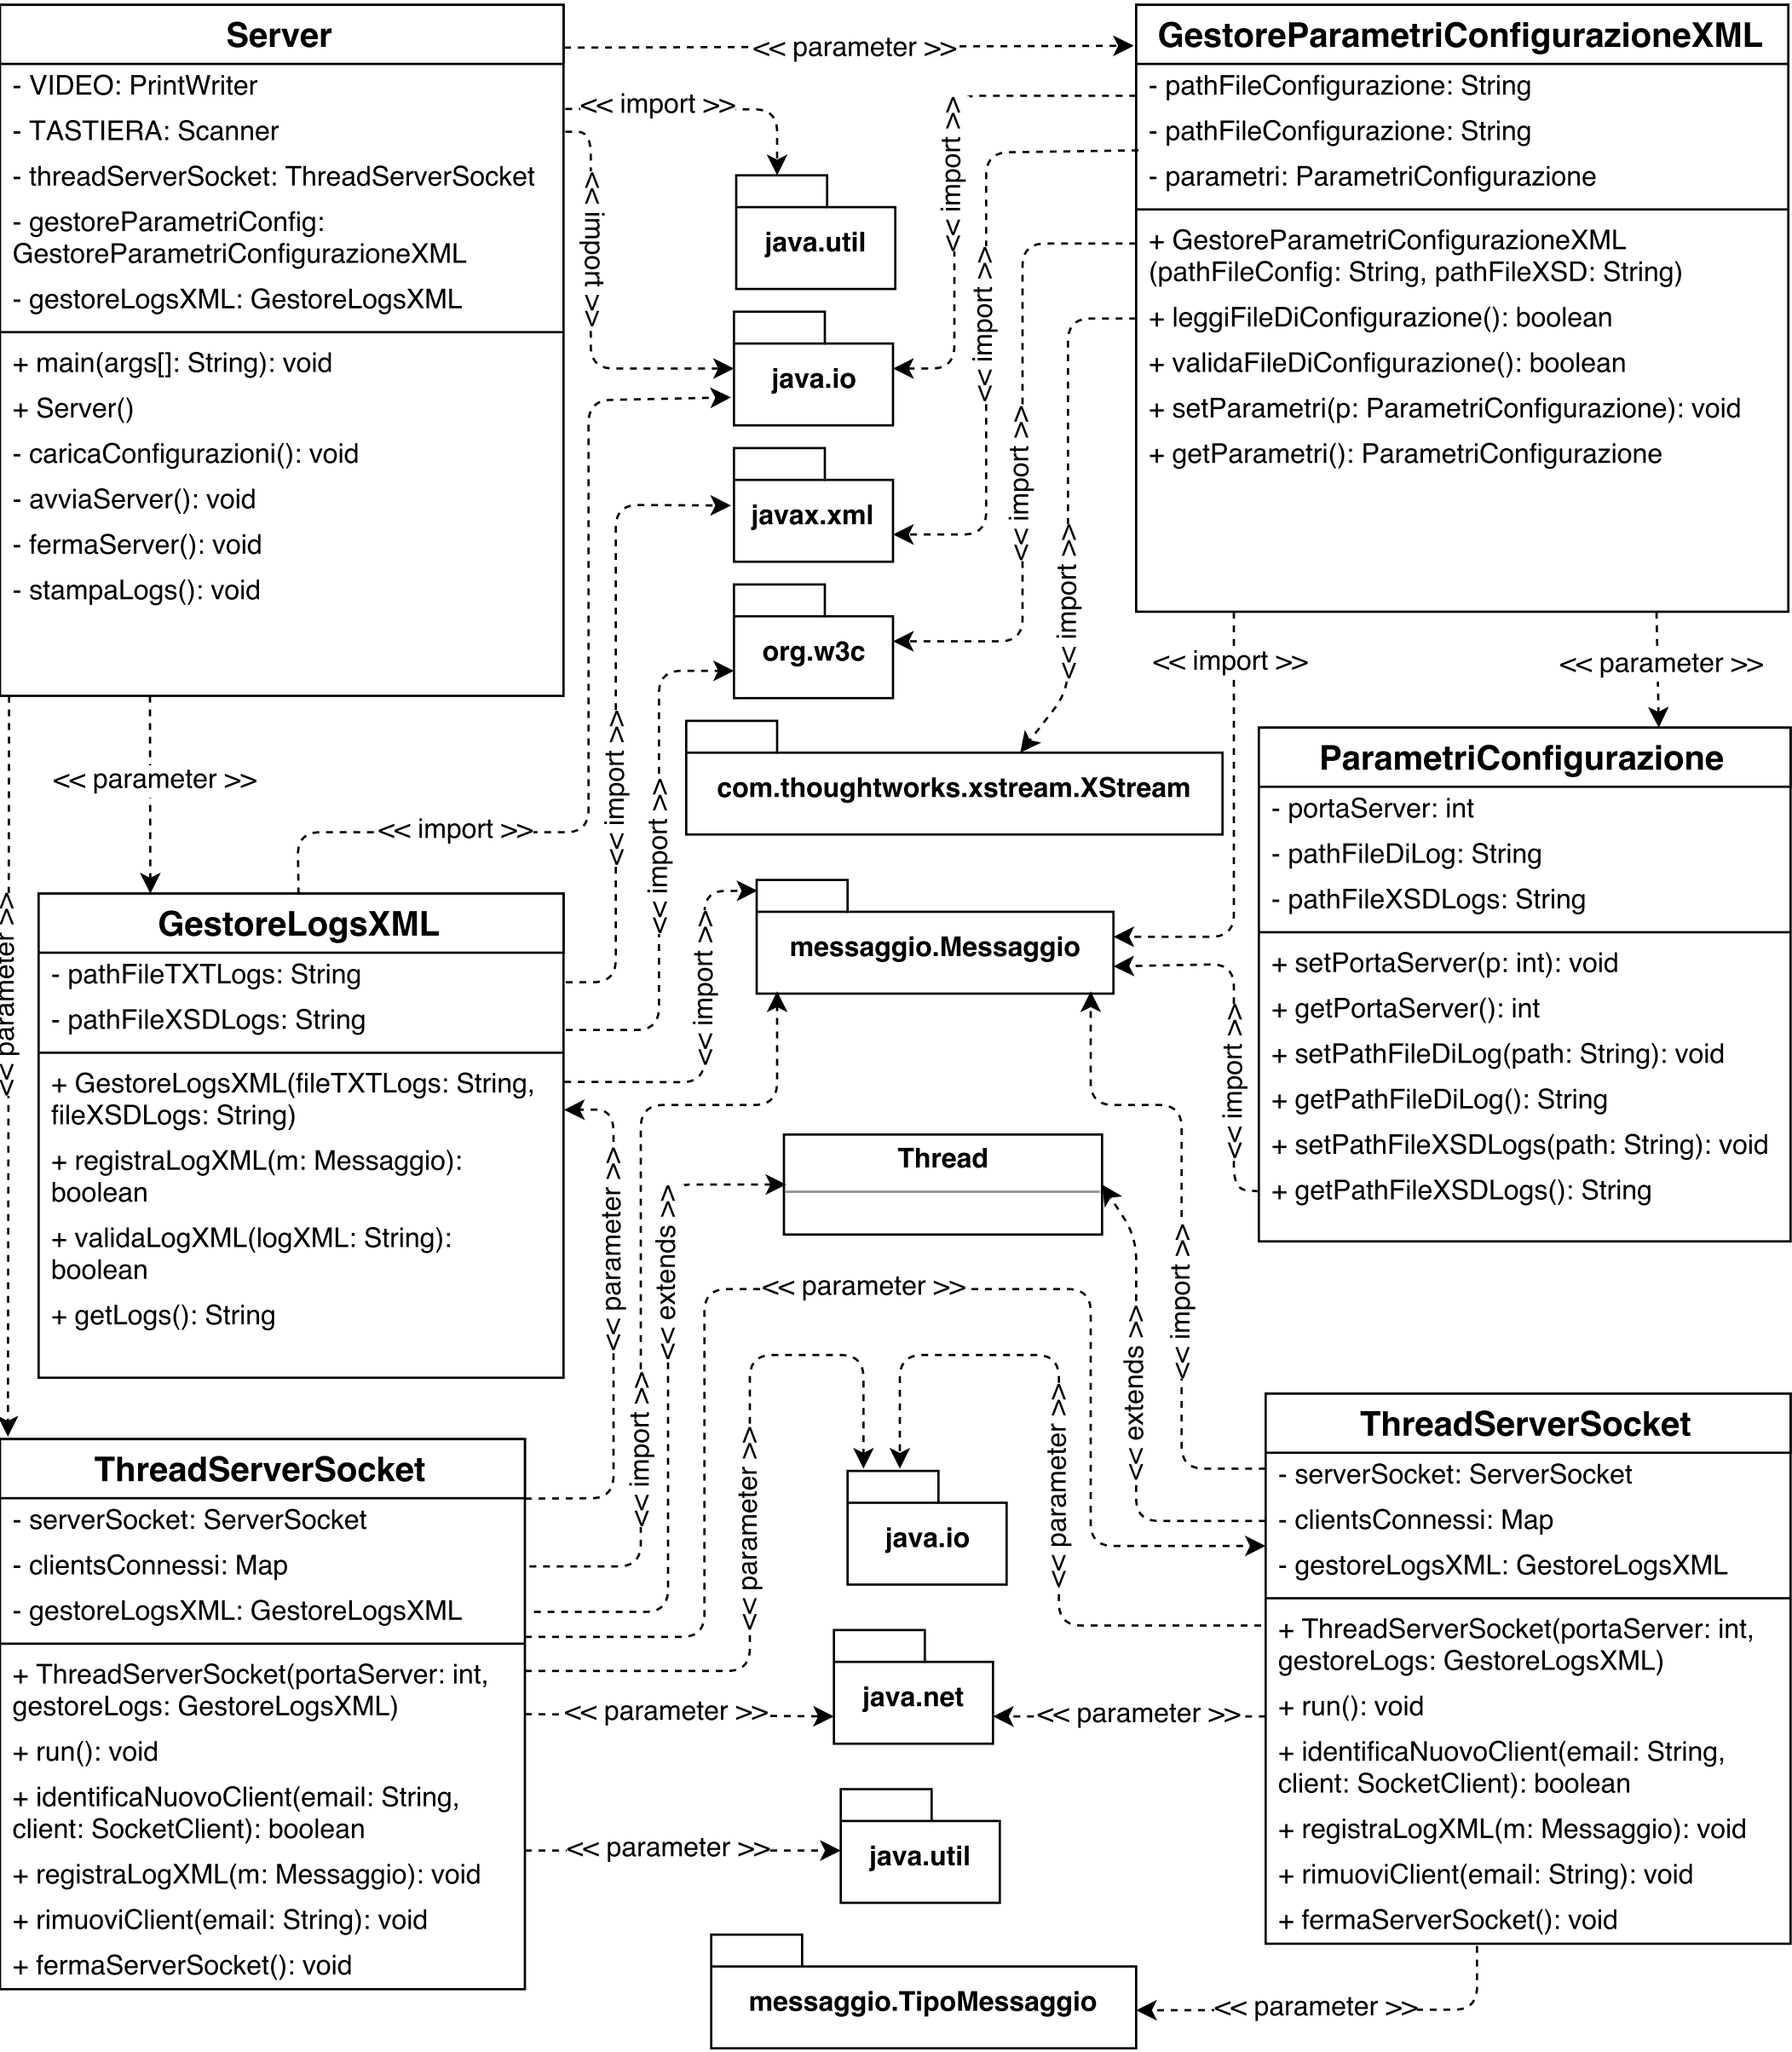 Server
- VIDEO: PrintWriter
- TASTIERA: Scanner
- threadServerSocket: ThreadServerSocket
- gestoreParametriConfig:
GestoreParametriConfigurazioneXML
- gestoreLogsXML: GestoreLogsXML
+ main(args[]: String): void
+ Server()
- caricaConfigurazioni(): void
- avviaServer(): void
- fermaServer(): void
- stampaLogs(): void
<< parameter >>
<< import >>
<< import >>
java.util
java.io
javax.xml
org.w3c
com.thoughtworks.xstream.XStream
<< import >>
<< import >>
<< import >>
<< import >>
GestoreParametriConfigurazioneXML
- pathFileConfigurazione: String
- pathFileConfigurazione: String
- parametri: ParametriConfigurazione
+ GestoreParametriConfigurazioneXML
(pathFileConfig: String, pathFileXSD: String)
+ leggiFileDiConfigurazione(): boolean
+ validaFileDiConfigurazione(): boolean
+ setParametri(p: ParametriConfigurazione): void
+ getParametri(): ParametriConfigurazione
<< import >>
<< parameter >>
ParametriConfigurazione
- portaServer: int
- pathFileDiLog: String
- pathFileXSDLogs: String
+ setPortaServer(p: int): void
+ getPortaServer(): int
+ setPathFileDiLog(path: String): void
+ getPathFileDiLog(): String
+ setPathFileXSDLogs(path: String): void
+ getPathFileXSDLogs(): String
<< import >>
<< parameter >>
<< parameter >>
<< import >>
<< import >>
<< import >>
<< import >>
GestoreLogsXML
- pathFileTXTLogs: String
- pathFileXSDLogs: String
+ GestoreLogsXML(fileTXTLogs: String,
fileXSDLogs: String)
+ registraLogXML(m: Messaggio):
boolean
+ validaLogXML(logXML: String):
boolean
+ getLogs(): String
messaggio.Messaggio
Thread
<< parameter >>
<< import >>
<< extends >>
<< parameter >>
<< parameter >>
<< parameter >>
<< extends >>
<< import >>
ThreadServerSocket
- serverSocket: ServerSocket
- clientsConnessi: Map
- gestoreLogsXML: GestoreLogsXML
+ ThreadServerSocket(portaServer: int,
gestoreLogs: GestoreLogsXML)
+ run(): void
+ identificaNuovoClient(email: String,
client: SocketClient): boolean
+ registraLogXML(m: Messaggio): void
+ rimuoviClient(email: String): void
+ fermaServerSocket(): void
java.io
<< parameter >>
java.net
<< parameter >>
<< parameter >>
java.util
messaggio.TipoMessaggio
<< parameter >>
ThreadServerSocket
- serverSocket: ServerSocket
- clientsConnessi: Map
- gestoreLogsXML: GestoreLogsXML
+ ThreadServerSocket(portaServer: int,
gestoreLogs: GestoreLogsXML)
+ run(): void
+ identificaNuovoClient(email: String,
client: SocketClient): boolean
+ registraLogXML(m: Messaggio): void
+ rimuoviClient(email: String): void
+ fermaServerSocket(): void